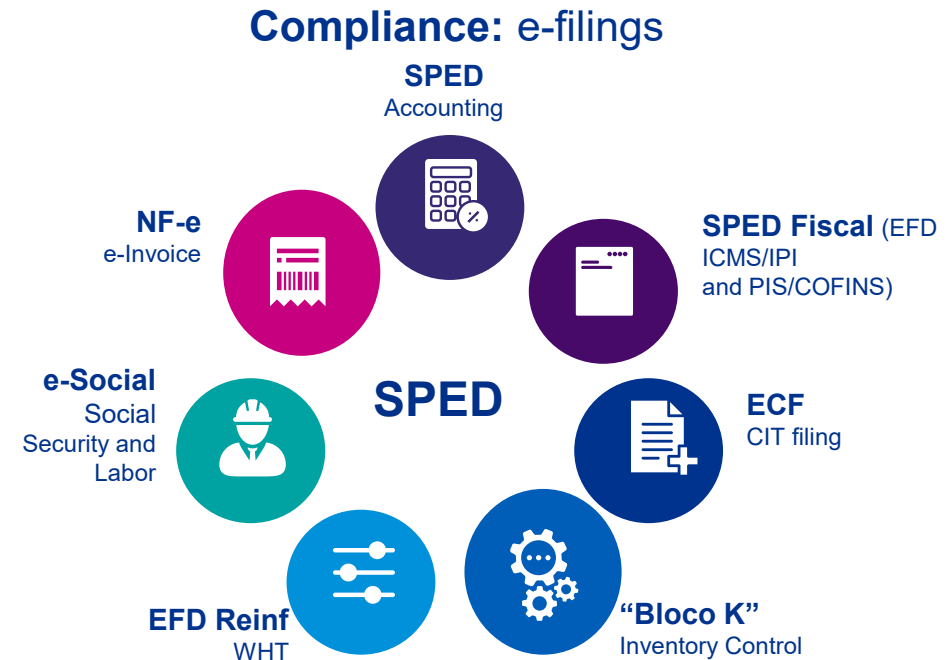 Compliance: e-filings
SPED
Accounting
NF-e
e-Invoice
SPED Fiscal (EFD
ICMS/IPI
and PIS/COFINS)
e-Social
Social
Security and
Labor
SPED
ECF
CIT filing
EFD Reinf
WHT
“Bloco K”
Inventory Control